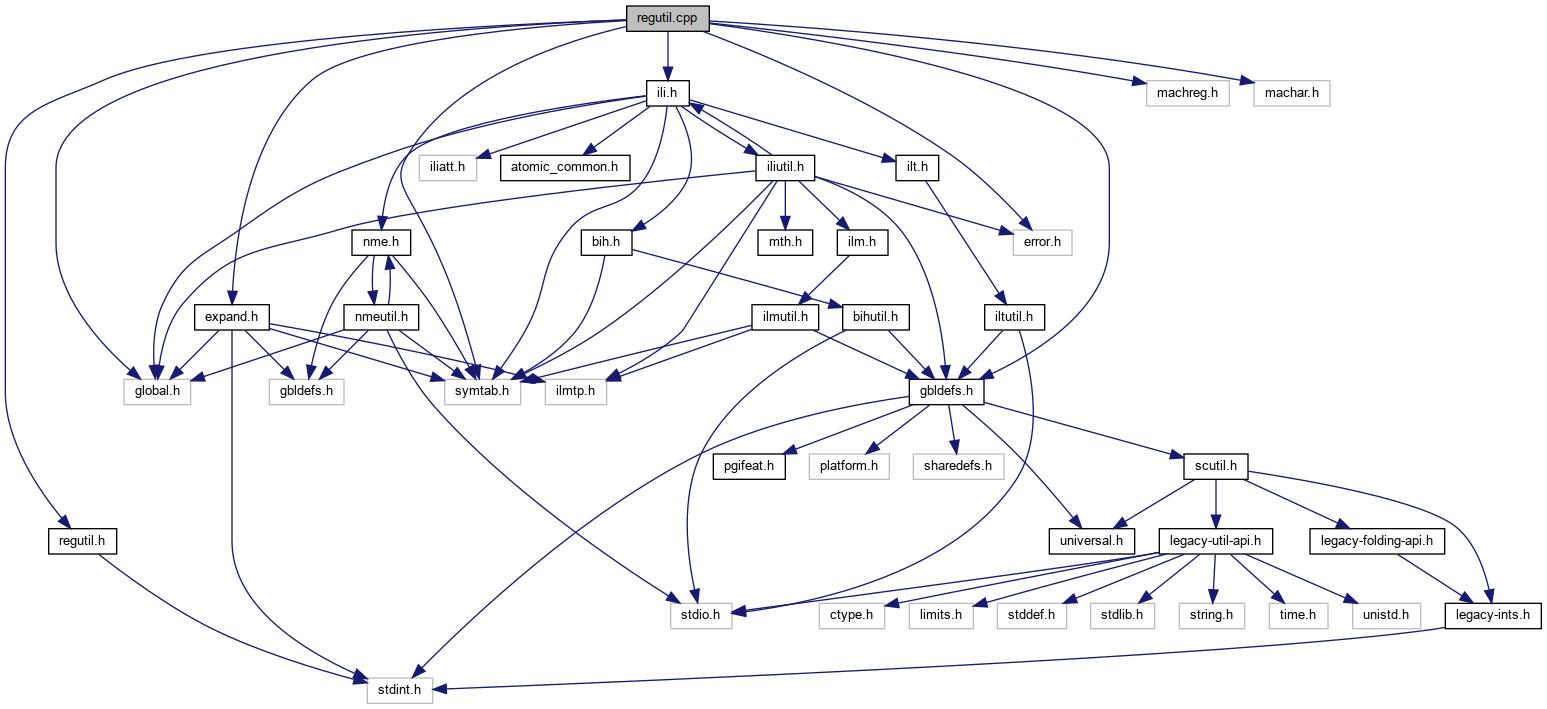 regutil.cpp
ili.h
machreg.h
machar.h
iliatt.h
atomic_common.h
iliutil.h
ilt.h
nme.h
bih.h
mth.h
ilm.h
error.h
expand.h
nmeutil.h
ilmutil.h
bihutil.h
iltutil.h
global.h
gbldefs.h
symtab.h
ilmtp.h
gbldefs.h
pgifeat.h
platform.h
sharedefs.h
scutil.h
regutil.h
universal.h
legacy-util-api.h
legacy-folding-api.h
stdio.h
ctype.h
limits.h
stddef.h
stdlib.h
string.h
time.h
unistd.h
legacy-ints.h
stdint.h